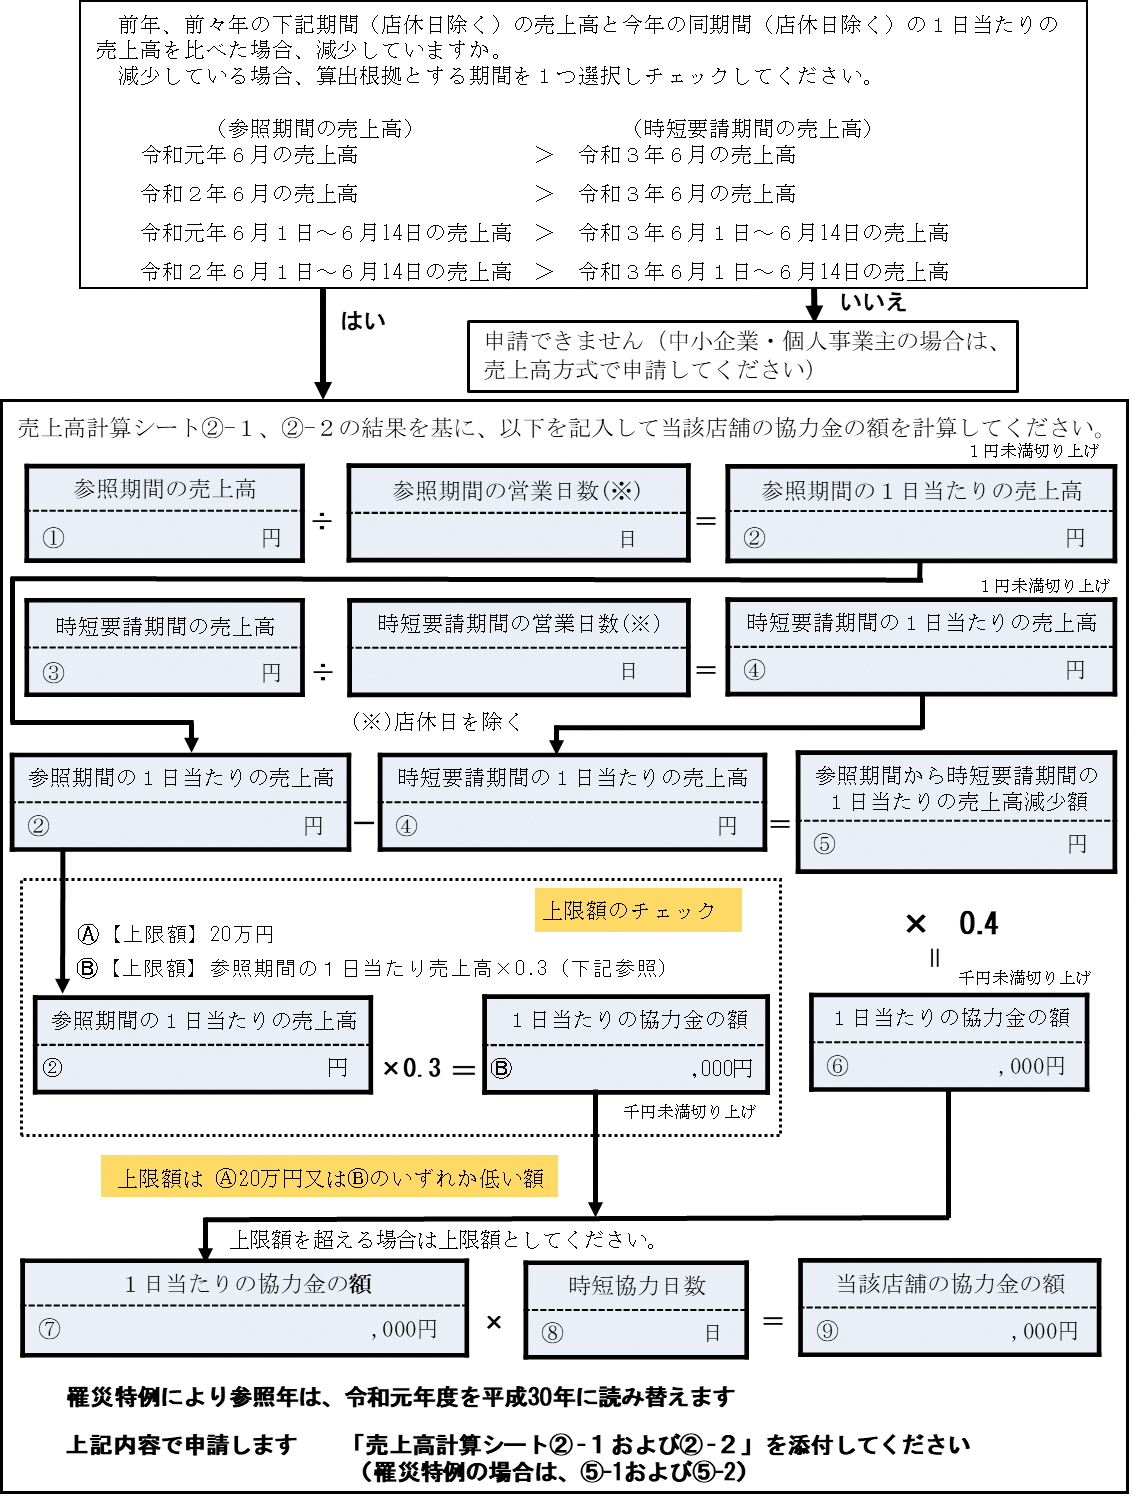 前年、前々年の下記期間（店休日除く）の売上高と今年の同期間（店休日除く）の１日当たりの
売上高を比べた場合、減少していますか。
減少している場合、算出根拠とする期間を１つ選択しチェックしてください。
（参照期間の売上高）　（時短要請期間の売上高）
令和元年６月の売上高　＞　令和３年６月の売上高
令和２年６月の売上高　＞　令和３年６月の売上高
令和元年６月１日～６月14日の売上高　＞　令和３年６月１日～６月14日の売上高
令和２年６月１日～６月14日の売上高　＞　令和３年６月１日～６月14日の売上高
はい
いいえ
申請できません（中小企業・個人事業主の場合は、
売上高方式で申請してください）
売上高計算シート②-１、②-２の結果を基に、以下を記入して当該店舗の協力金の額を計算してください。
１円未満切り上げ
参照期間の売上高　参照期間の営業日数(※)　参照期間の１日当たりの売上高
①　円　÷　日　＝　②　円
１円未満切り上げ
時短要請期間の売上高　時短要請期間の営業日数(※)　時短要請期間の１日当たりの売上高
③　円　÷　日　＝　④　円
(※)店休日を除く
参照期間の１日当たりの売上高　時短要請期間の１日当たりの売上高　参照期間から時短要請期間の
１日当たりの売上高減少額
②　円　－　④　円　＝　⑤　円
上限額のチェック
Ⓐ【上限額】20万円
Ⓑ【上限額】参照期間の１日当たり売上高×0.3（下記参照）
×　0.4
＝
千円未満切り上げ
参照期間の１日当たりの売上高　１日当たりの協力金の額　１日当たりの協力金の額
②　円　×0.3　＝　Ⓑ　,000円　⑥　,000円
千円未満切り上げ
上限額は Ⓐ20万円又はⒷのいずれか低い額
上限額を超える場合は上限額としてください。
１日当たりの協力金の額　時短協力日数　当該店舗の協力金の額
⑦　,000円　×　⑧　日　＝　⑨　,000円
罹災特例により参照年は、令和元年度を平成30年に読み替えます
上記内容で申請します　「売上高計算シート②-１および②-２」を添付してください
（罹災特例の場合は、⑤-1および⑤-2）